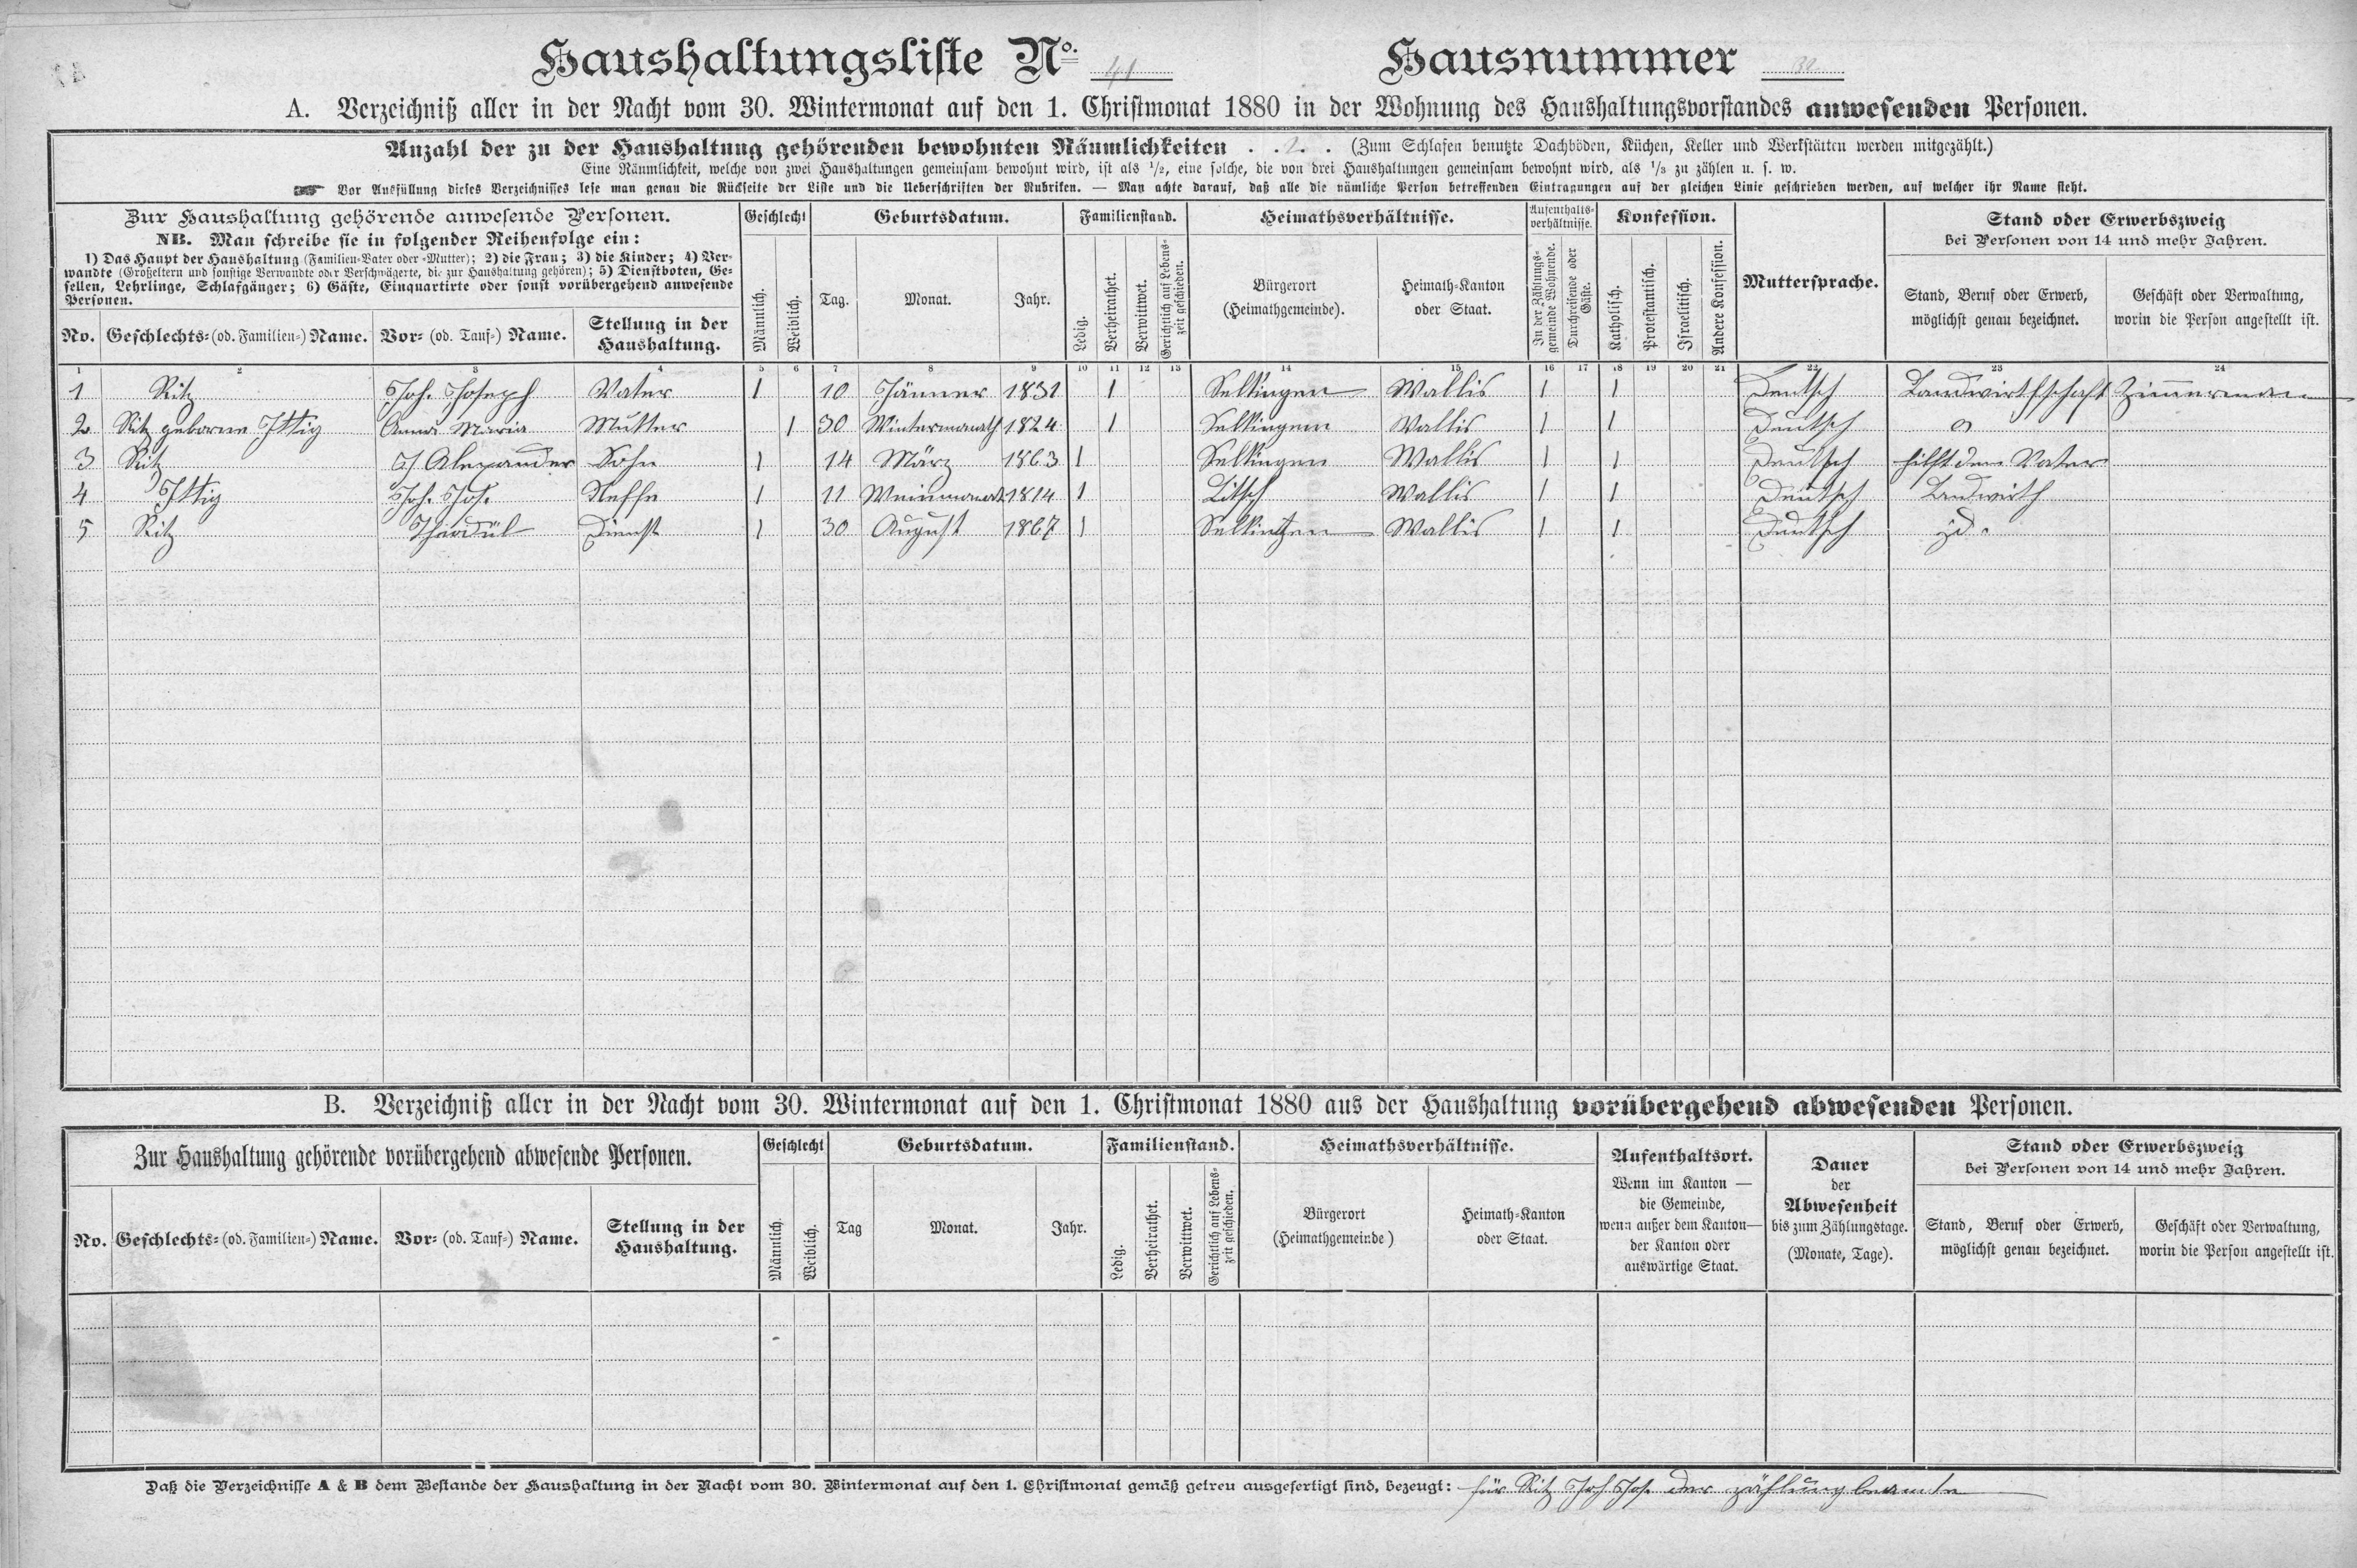 Haushaltungsliste No. 41 Hausnummer 32
A. Verzeichniß aller in der Nacht vom 30. Wintermonat auf den 1. Christmonat 1880 in der Wohnung des Haushaltungsvorstandes anwesenden Personen.
Anzahl der zu der Haushaltung gehörenden bewohnten Räumlichkeiten . . 2. . (Zum Schlafen benutzte Dachböden, Küchen, Keller und Werkstätten werden mitgezählt.)
Eine Räumlichkeit, welche von zwei Haushaltungen gemeinsam bewohnt wird, ist als 1/2, eine solche, die von drei Haushaltungen gemeinsam bewohnt wird, als 1/3 zu zählen u. s. w.
Vor Ausfüllung dieses Verzeichnisses lese man genau die Rückseite der Liste und die Ueberschriften der Rubriken. — Man achte darauf, daß alle die nämliche Person betreffenden Eintragungen auf der gleichen Linie geschrieben werden, auf welcher ihr Name steht.
Zur Haushaltung gehörende anwesende Personen.
NB. Man schreibe sie in folgender Reihenfolge ein:
1) Das Haupt der Haushaltung (Familien-Vater oder -Mutter); 2) die Frau; 3) die Kinder; 4) Ver-
wandte (Großeltern und sonstige Verwandte oder Verschwägerte, die zur Haushaltung gehören); 5) Dienstboten, Ge-
sellen, Lehrlinge, Schlafgänger; 6) Gäste, Einquartirte oder sonst vorübergehend anwesende
Personen.
No. Geschlechts- (od. Familien-) Name. Vor- (od. Tauf-) Name. Stellung in der
Haushaltung.
Geschlecht
Männlich.
Weiblich.
Geburtsdatum.
Tag. Monat. Jahr.
Familienstand.
Ledig.
Verheirathet.
Verwittwet.
Gerichtlich auf Lebens-
zeit geschieden.
Heimathsverhältnisse.
Bürgerort
(Heimathgemeinde).
Heimath-Kanton
oder Staat.
Aufenthalts-
verhältnisse.
In der Zählungs-
gemeinde Wohnende.
Durchreisende oder
Gäste.
Konfession.
Katholisch.
Protestantisch.
Israelitisch.
Andere Konfession.
Muttersprache.
Stand oder Erwerbszweig
bei Personen von 14 und mehr Jahren.
Stand, Beruf oder Erwerb,
möglichst genau bezeichnet.
Geschäft oder Verwaltung,
worin die Person angestellt ist.
1 2 3 4 5 6 7 8 9 10 11 12 13 14 15 16 17 18 19 20 21 22 23 24
1 Ritz Joh. Joseph Vater 1 10 Jänner 1831 1 Selkingen Wallis 1 1 Deutsch Landwirthschaft Zimmerman
2 Ritz geborne Ittig Anna Maria Mutter 1 30 Wintermonath 1824 1 Selkingen Wallis 1 1 Deutsch
3 Ritz J. Alexander Sohn 1 14 März 1863 1 Selkingen Wallis 1 1 Deutsch hilft dem Vater
4 Ittig Joh. Jos. Neffe 1 11 Weinmonat 1814 1 Litsch Wallis 1 1 Deutsch Landwirth
5 Ritz Thiodul Dienst 1 30 August 1867 1 Selkingen Wallis 1 1 Deutsch id.
B. Verzeichniß aller in der Nacht vom 30. Wintermonat auf den 1. Christmonat 1880 aus der Haushaltung vorübergehend abwesenden Personen.
Zur Haushaltung gehörende vorübergehend abwesende Personen.
No. Geschlechts- (od. Familien-) Name. Vor- (od. Tauf-) Name. Stellung in der
Haushaltung.
Geschlecht
Männlich.
Weiblich.
Geburtsdatum.
Tag Monat. Jahr.
Familienstand.
Ledig.
Verheirathet.
Verwittwet.
Gerichtlich auf Lebens-
zeit geschieden.
Heimathsverhältnisse.
Bürgerort
(Heimathgemeinde)
Heimath-Kanton
oder Staat.
Aufenthaltsort.
Wenn im Kanton —
die Gemeinde,
wenn außer dem Kanton—
der Kanton oder
auswärtige Staat.
Dauer
der
Abwesenheit
bis zum Zählungstage.
(Monate, Tage).
Stand oder Erwerbszweig
bei Personen von 14 und mehr Jahren.
Stand, Beruf oder Erwerb,
möglichst genau bezeichnet.
Geschäft oder Verwaltung,
worin die Person angestellt ist.
Daß die Verzeichnisse A & B dem Bestande der Haushaltung in der Nacht vom 30. Wintermonat auf den 1. Christmonat gemäß getreu ausgefertigt sind, bezeugt: für Ritz Joh Jos. der zählungbeamte